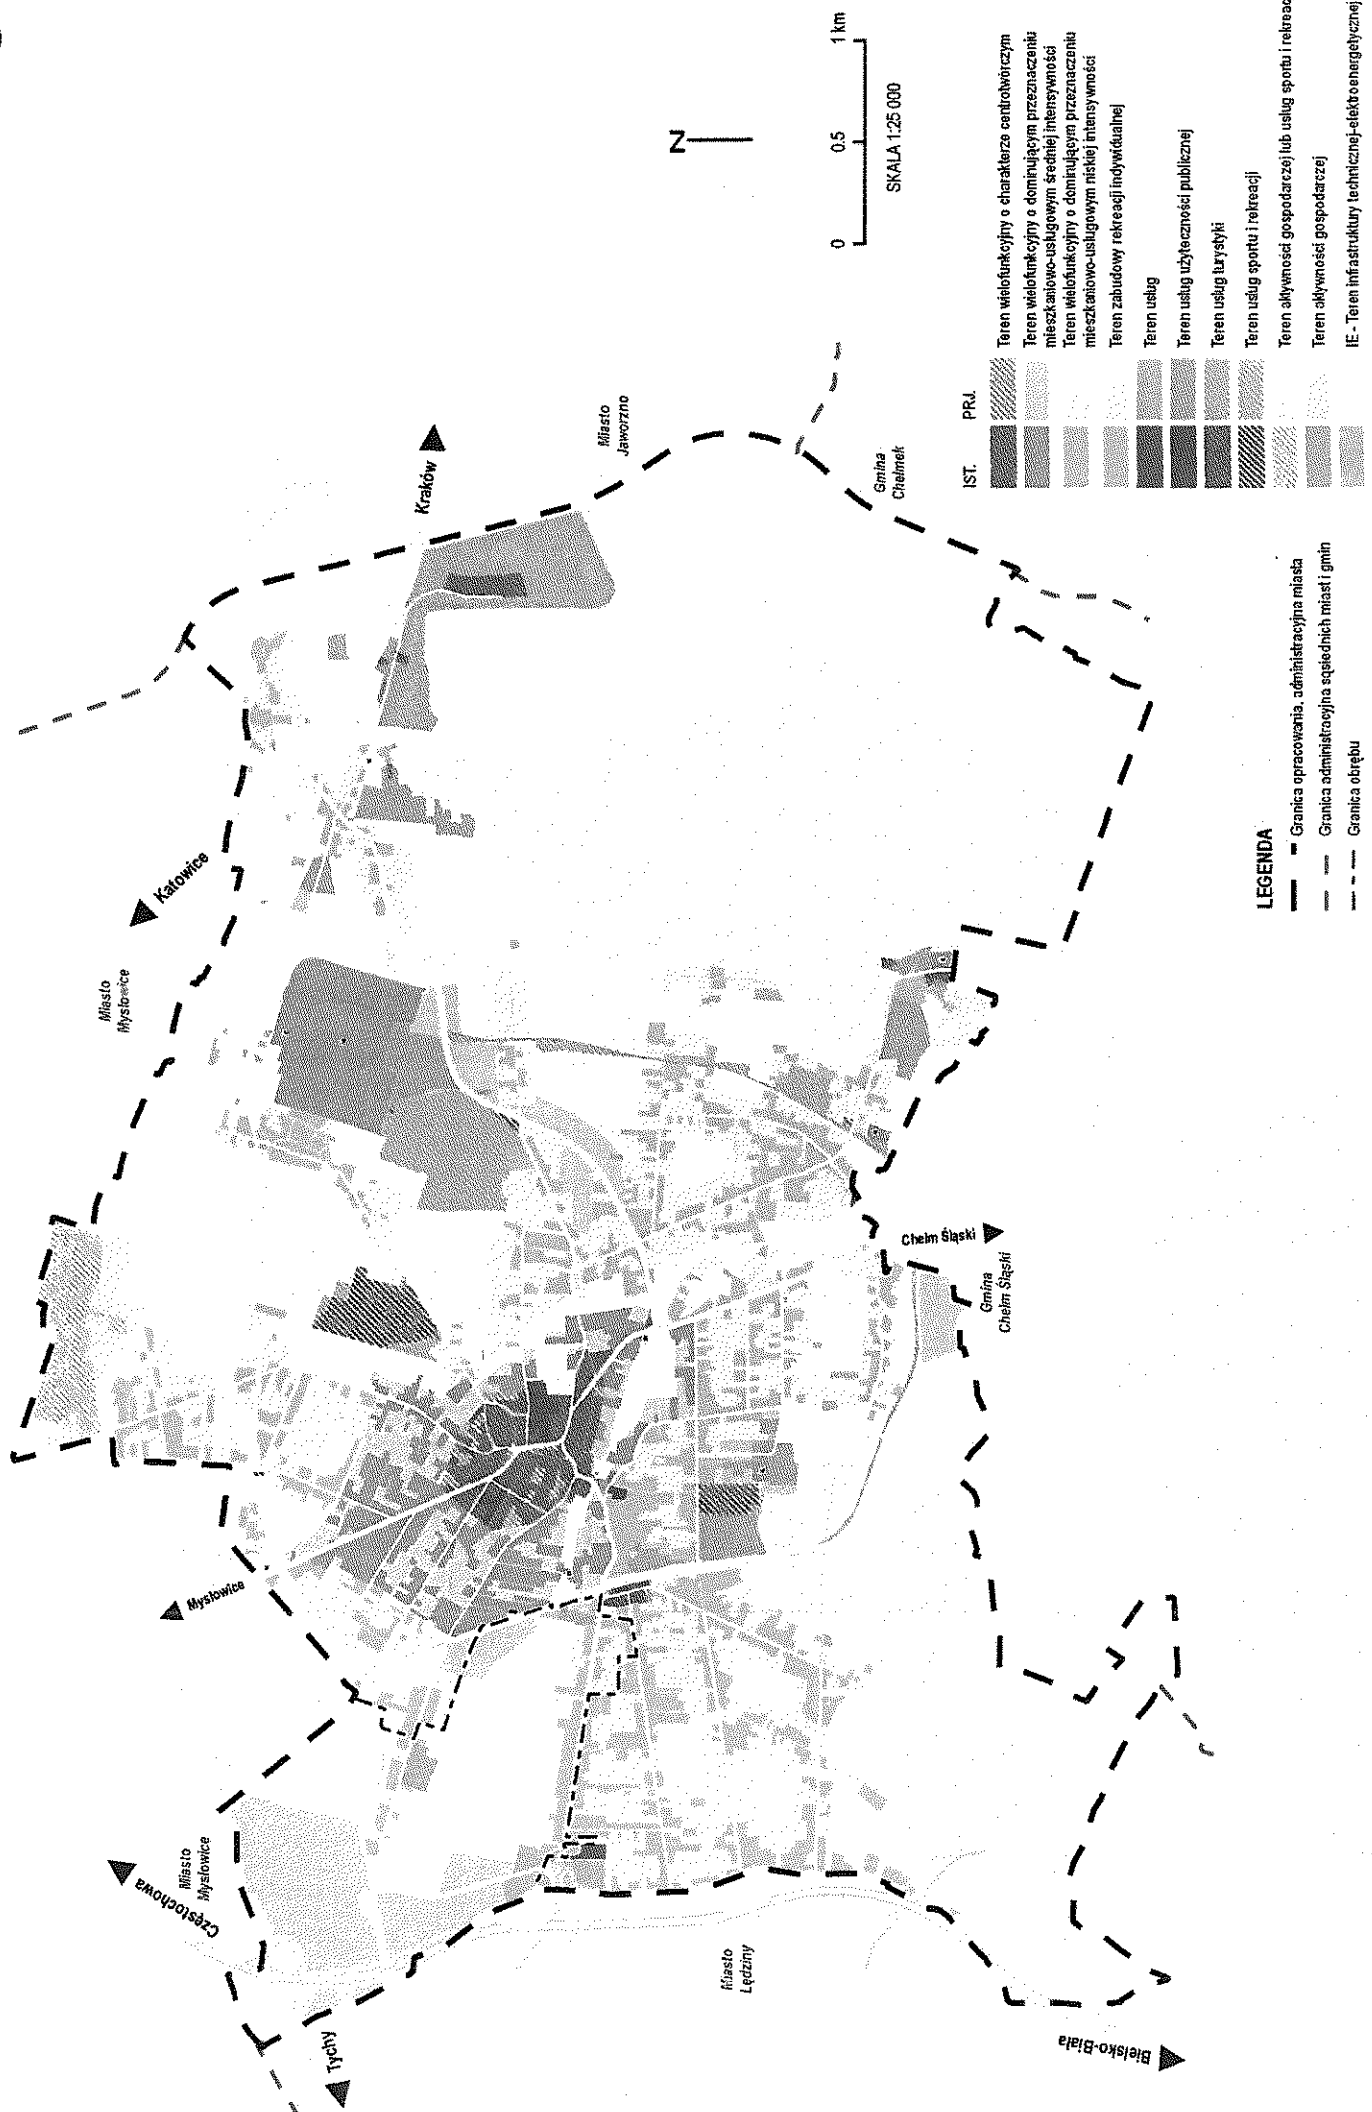 Z
0 0.5 1 km
SKALA 1:25 000
Częstochowa
Miasto
Mysłowice
Tychy
Mysłowice
Miasto
Mysłowice
Katowice
Kraków
Miasto
Jaworzno
Gmina
Chełmek
Chełm Śląski
Gmina
Chełm Śląski
Miasto
Lędziny
Bielsko-Biała
LEGENDA
Granica opracowania, administracyjna miasta
Granica administracyjna sąsiednich miast i gmin
Granica obrębu
IST. PRJ.
Teren wielofunkcyjny o charakterze centrotwórczym
Teren wielofunkcyjny o dominującym przeznaczeniu
mieszkaniowo-usługowym średniej intensywności
Teren wielofunkcyjny o dominującym przeznaczeniu
mieszkaniowo-usługowym niskiej intensywności
Teren zabudowy rekreacji indywidualnej
Teren usług
Teren usług użyteczności publicznej
Teren usług turystyki
Teren usług sportu i rekreacji
Teren aktywności gospodarczej lub usług sportu i rekreac
Teren aktywności gospodarczej
IE - Teren infrastruktury technicznej-elektroenergetycznej